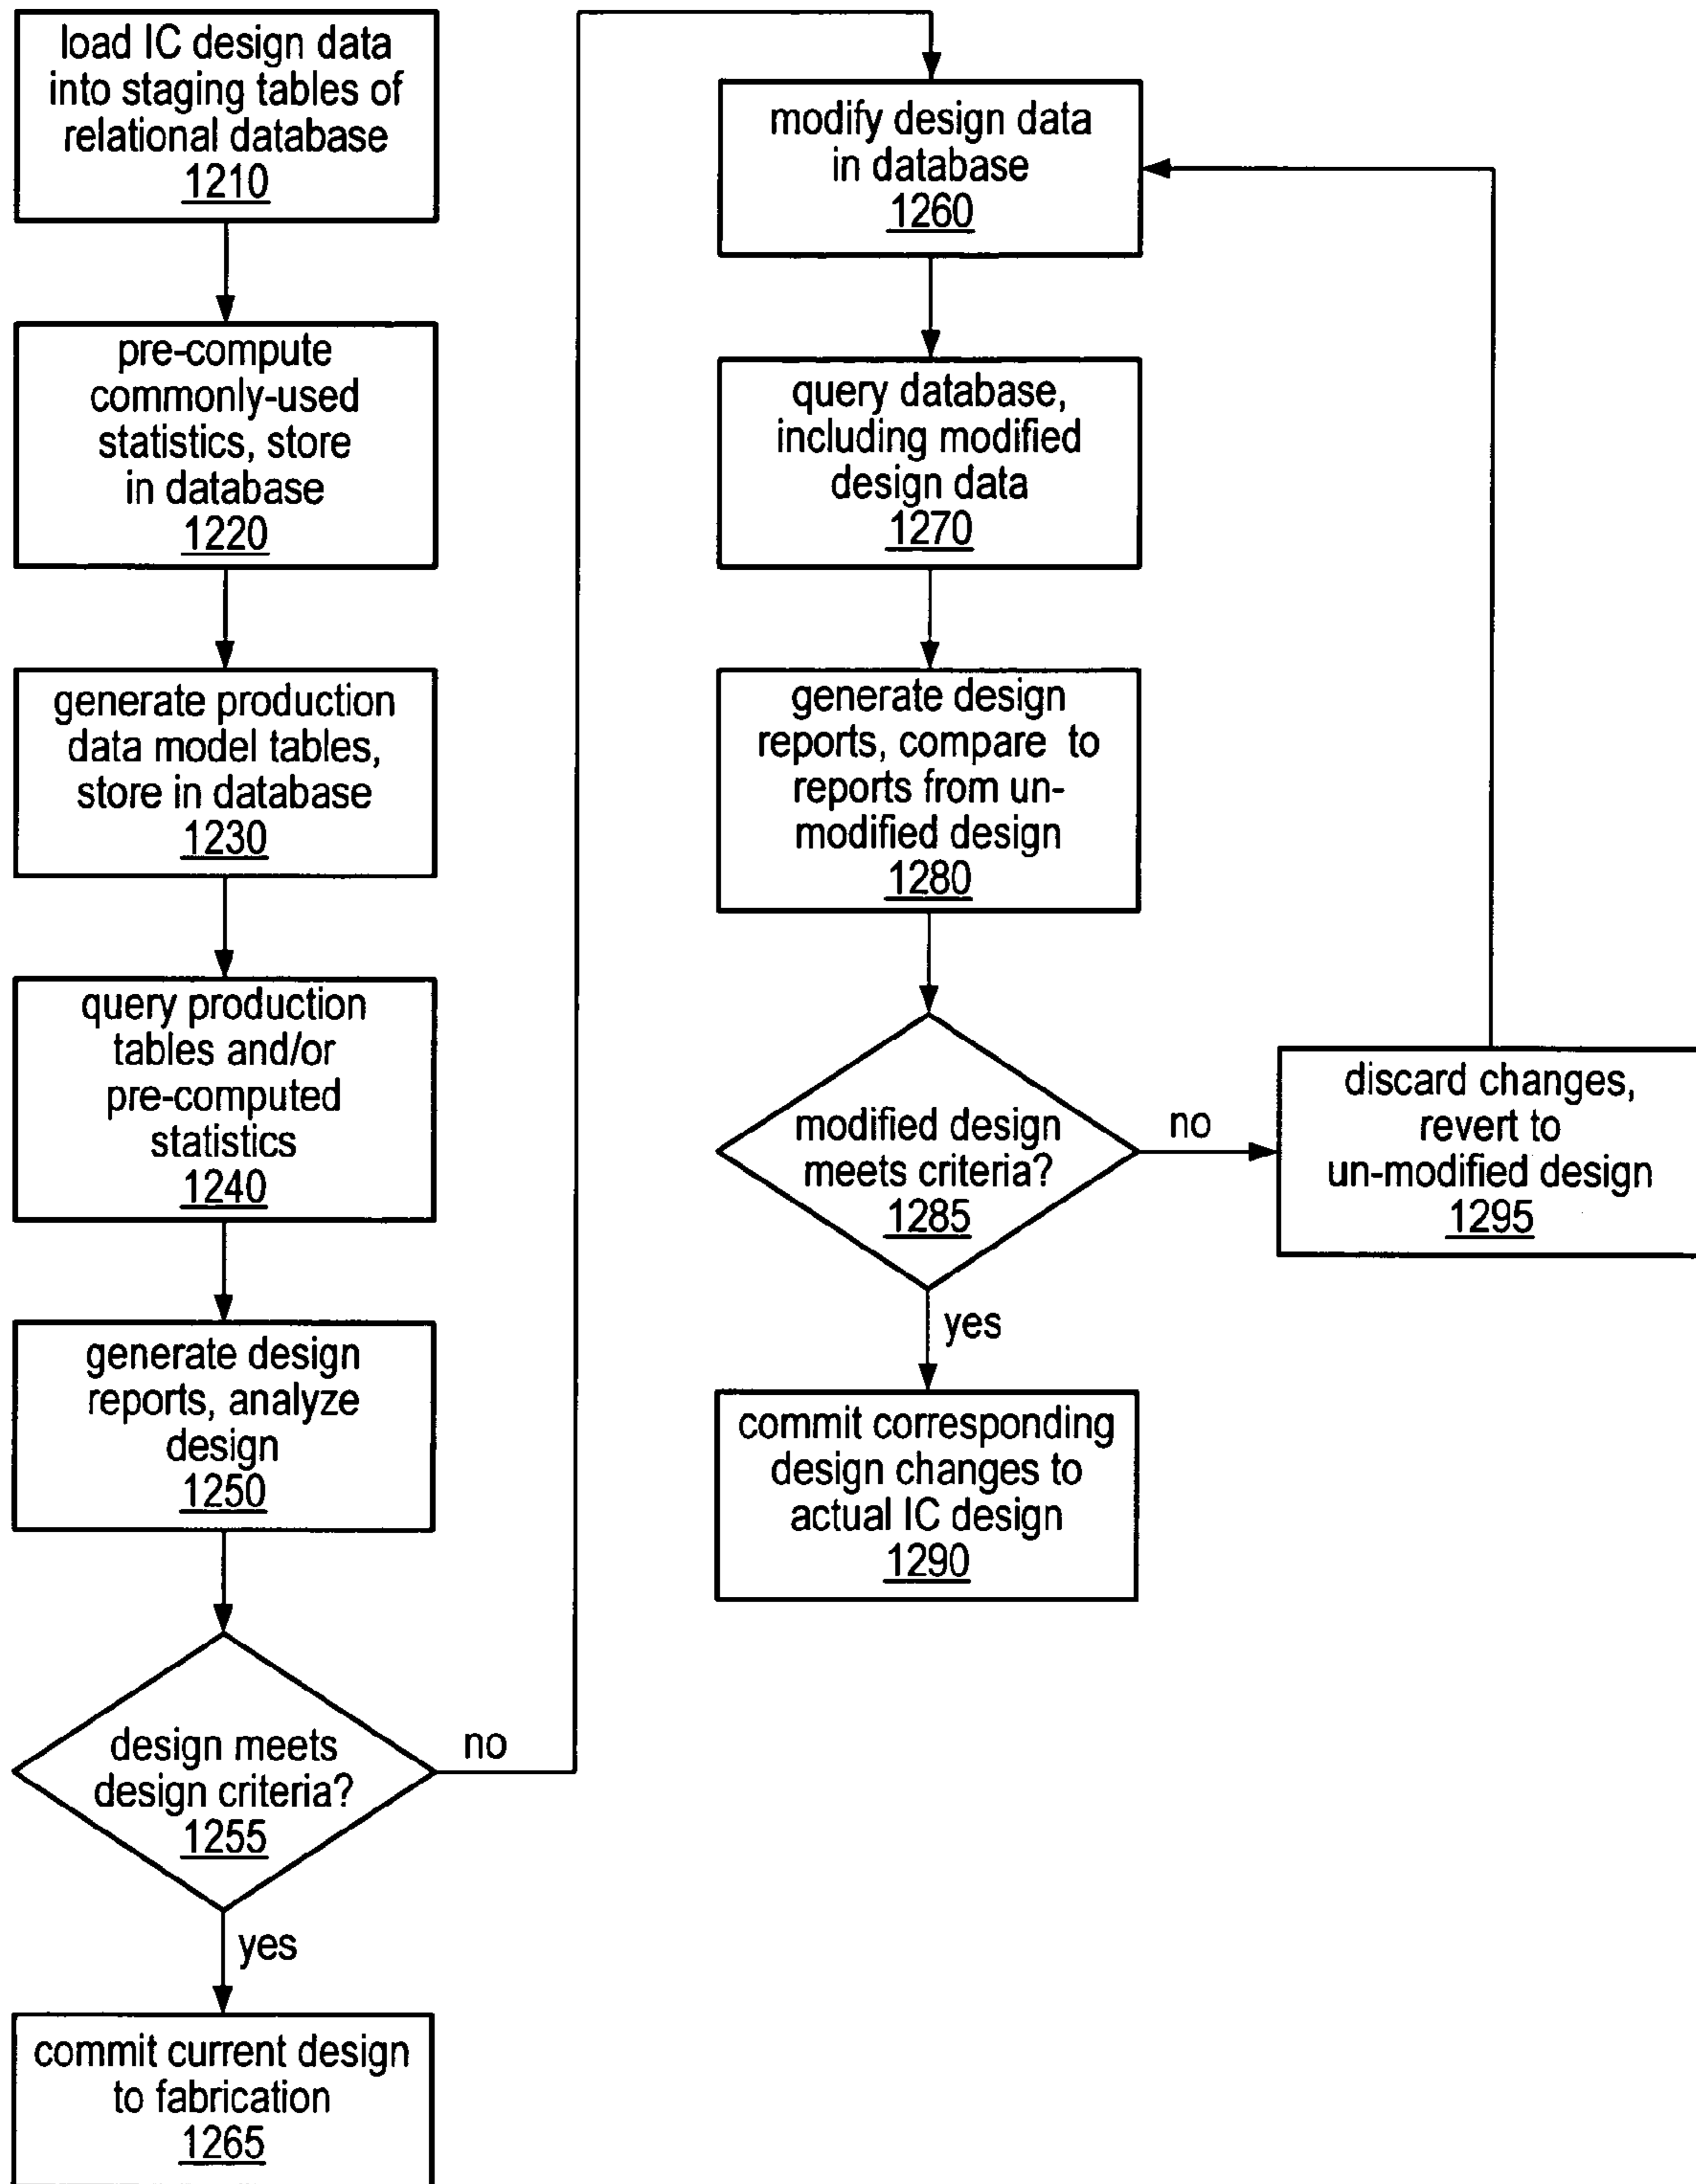 load IC design data
into staging tables of
relational database
1210
pre-compute
commonly-used
statistics, store
in database
1220
generate production
data model tables,
store in database
1230
query production
tables and/or
pre-computed
statistics
1240
generate design
reports, analyze
design
1250
design meets
design criteria?
1255
no
yes
commit current design
to fabrication
1265
modify design data
in database
1260
query database,
including modified
design data
1270
generate design
reports, compare to
reports from un-
modified design
1280
modified design
meets criteria?
1285
no
yes
discard changes,
revert to
un-modified design
1295
commit corresponding
design changes to
actual IC design
1290